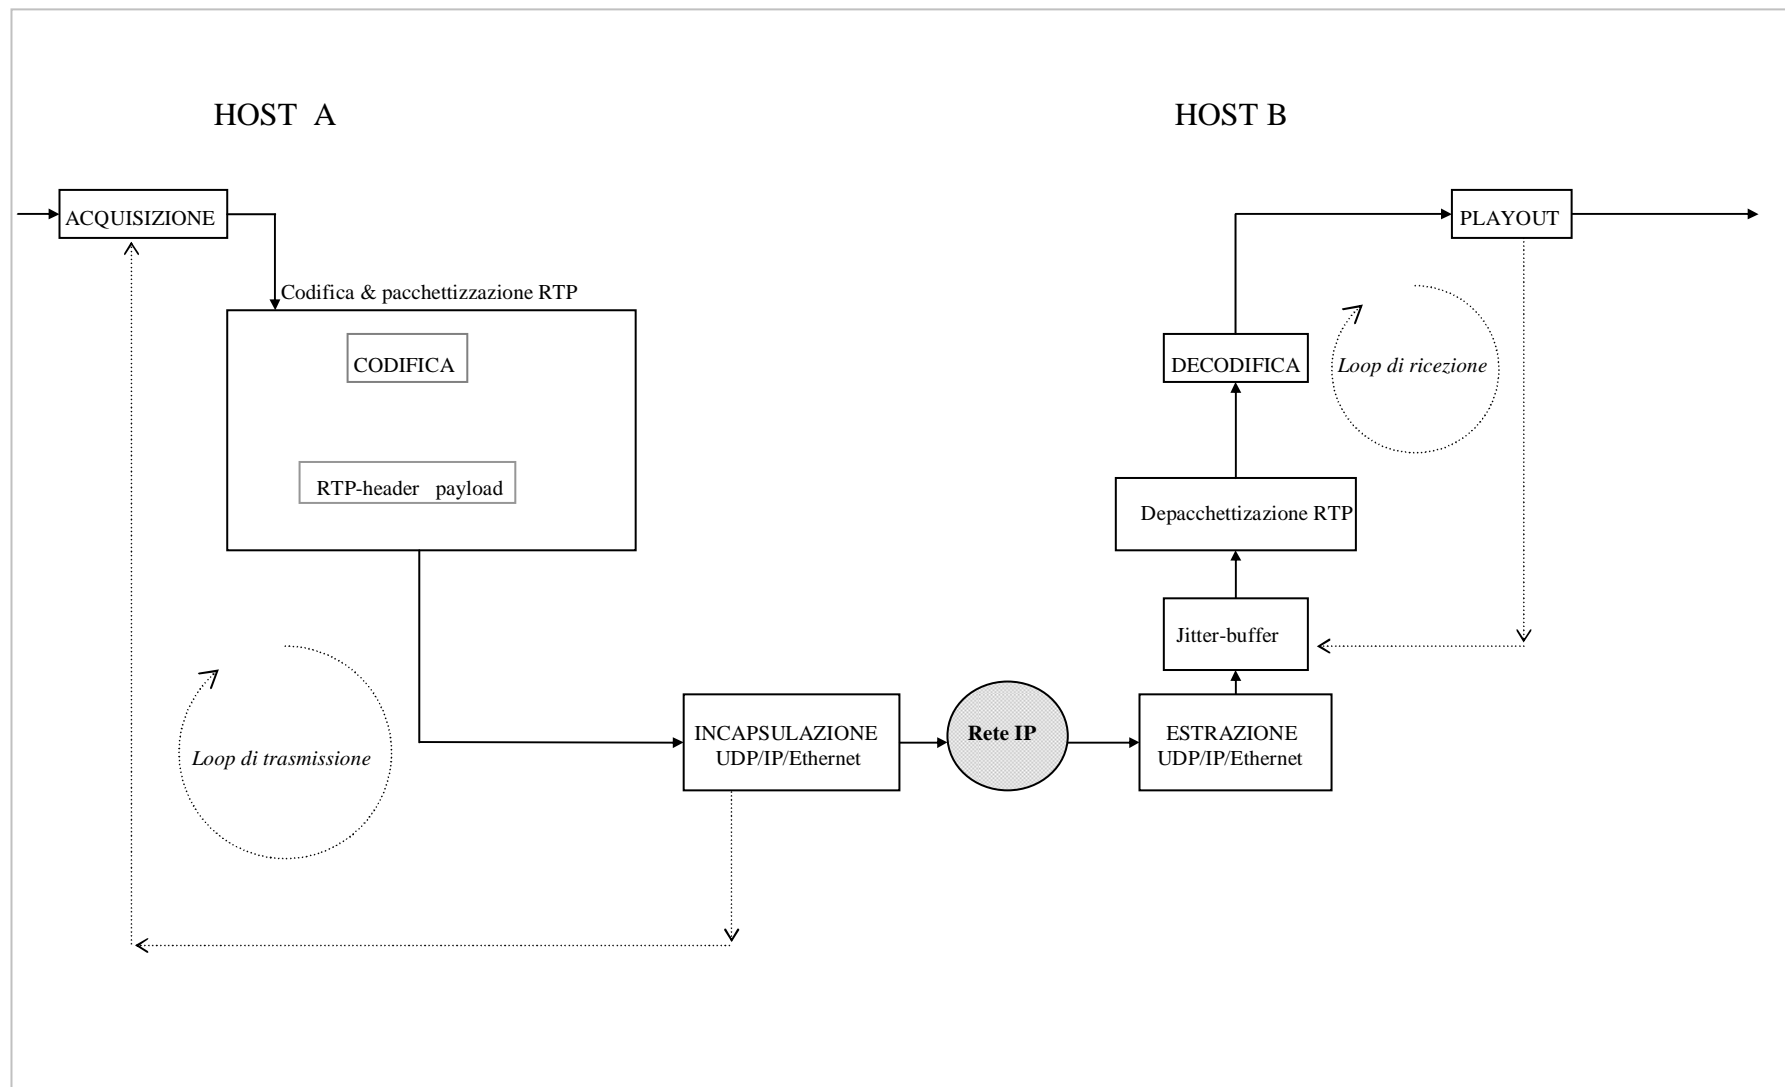 HOST A
HOST B
ACQUISIZIONE
PLAYOUT
Codifica & pacchettizzazione RTP
CODIFICA
DECODIFICA
Loop di ricezione
RTP-header payload
Depacchettizazione RTP
Jitter-buffer
Loop di trasmissione
INCAPSULAZIONE
UDP/IP/Ethernet
Rete IP
ESTRAZIONE
UDP/IP/Ethernet